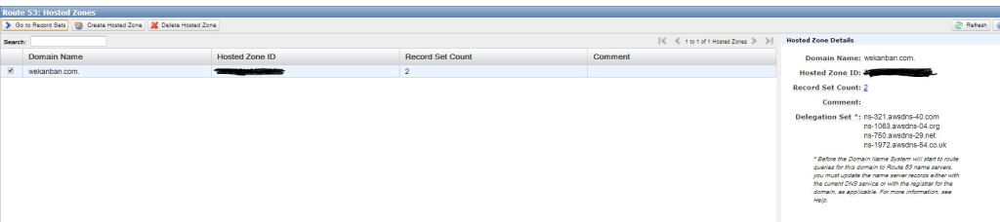 Route 53: Hosted Zones
Go to Record Sets Create Hosted Zone Delete Hosted Zone Refresh
Search: 1 to 1 of 1 Hosted Zones
Domain Name Hosted Zone ID Record Set Count Comment
wekanban.com. 2
Hosted Zone Details
Domain Name: wekanban.com.
Hosted Zone ID:
Record Set Count: 2
Comment:
Delegation Set *: ns-321.awsdns-40.com
ns-1063.awsdns-04.org
ns-750.awsdns-29.net
ns-1972.awsdns-54.co.uk
* Before the Domain Name System will start to route
queries for this domain to Route 53 name servers,
you must update the name server records either with
the current DNS service or with the registrar for the
domain, as applicable. For more information, see
Help.